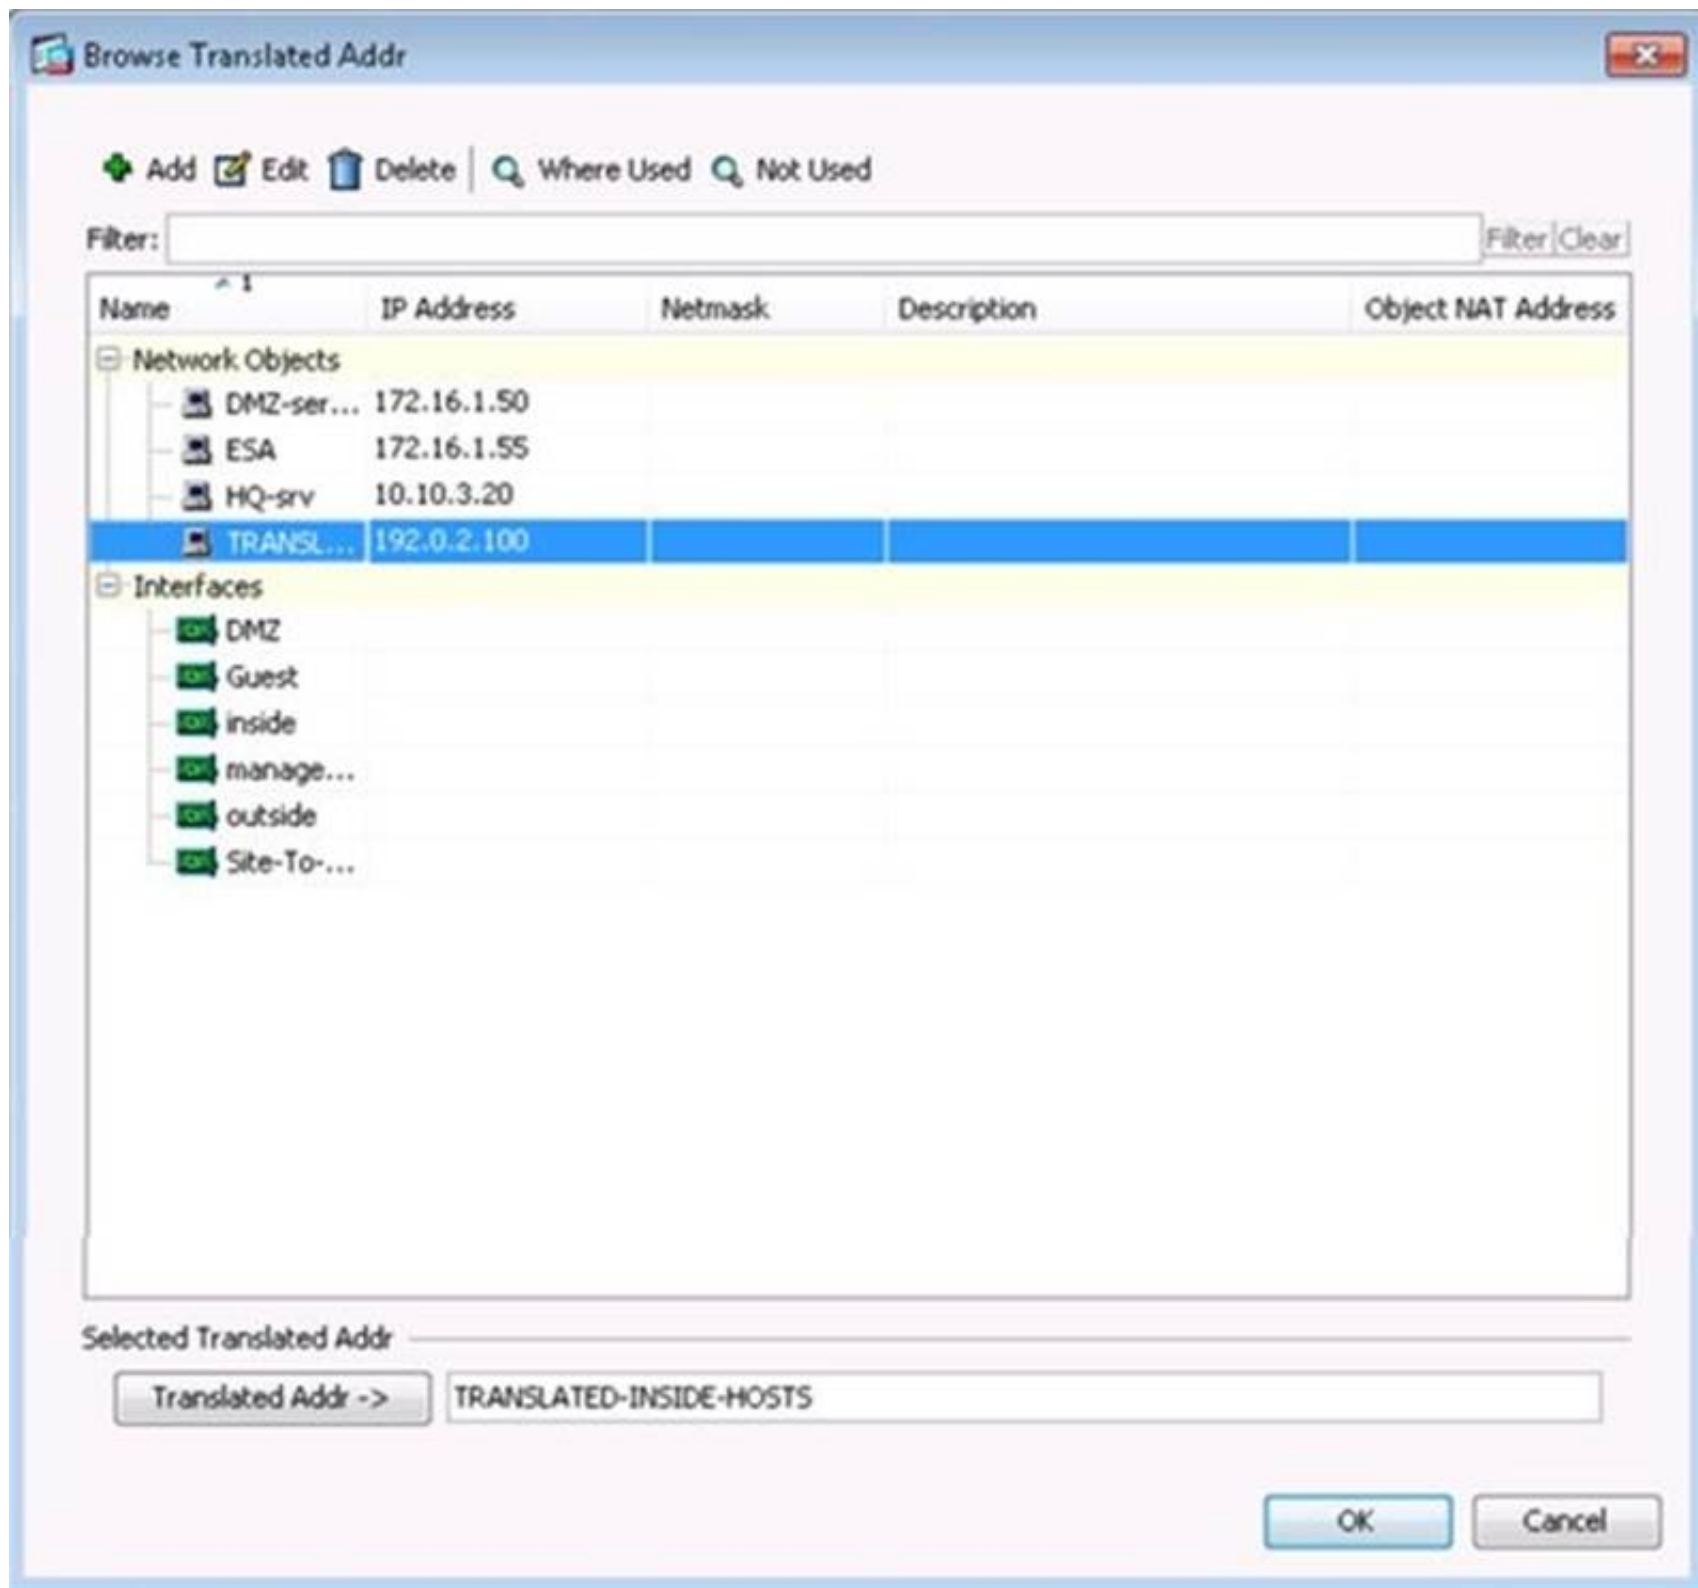 Browse Translated Addr
Add Edit Delete Where Used Not Used
Filter: Filter Clear
1
Name IP Address Netmask Description Object NAT Address
Network Objects
DMZ-ser... 172.16.1.50
ESA 172.16.1.55
HQ-srv 10.10.3.20
TRANSL... 192.0.2.100
Interfaces
DMZ
Guest
inside
manage...
outside
Site-To-...
Selected Translated Addr
Translated Addr -> TRANSLATED-INSIDE-HOSTS
OK Cancel